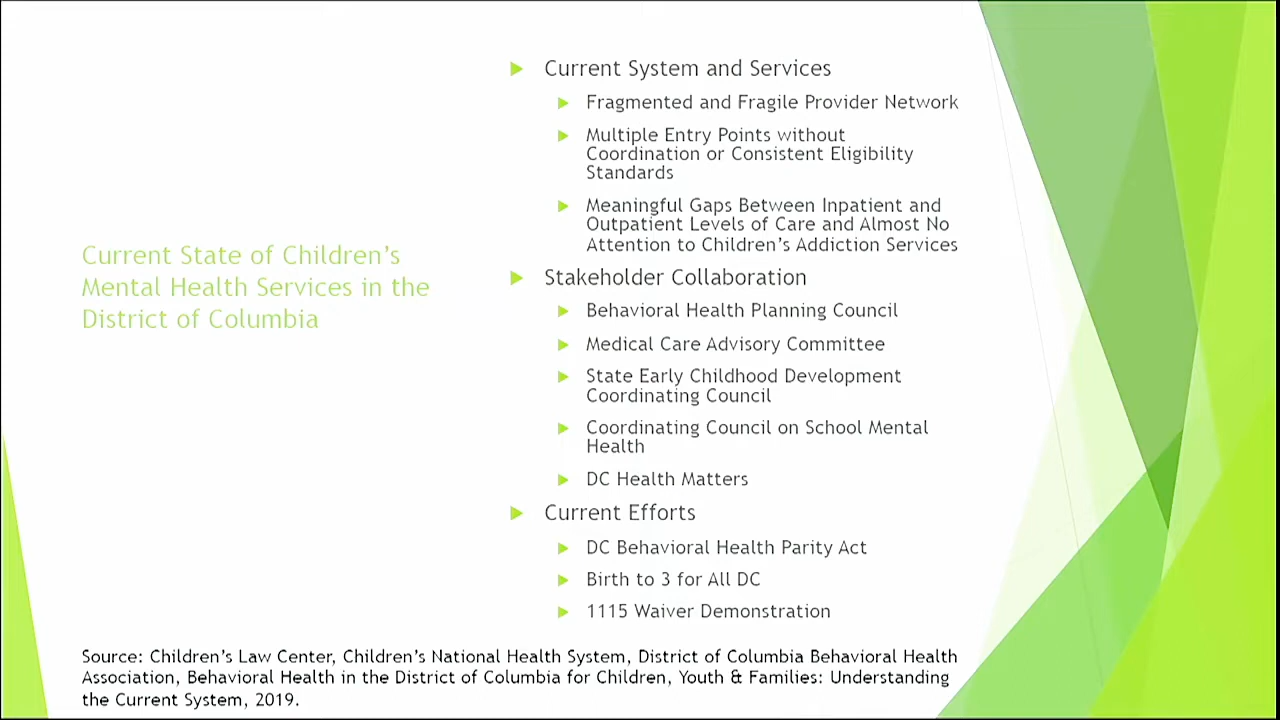 Current State of Children's
Mental Health Services in the
District of Columbia
Current System and Services
Fragmented and Fragile Provider Network
Multiple Entry Points without
Coordination or Consistent Eligibility
Standards
Meaningful Gaps Between Inpatient and
Outpatient Levels of Care and Almost No
Attention to Children's Addiction Services
Stakeholder Collaboration
Behavioral Health Planning Council
Medical Care Advisory Committee
State Early Childhood Development
Coordinating Council
Coordinating Council on School Mental
Health
DC Health Matters
Current Efforts
DC Behavioral Health Parity Act
Birth to 3 for All DC
1115 Waiver Demonstration
Source: Children's Law Center, Children's National Health System, District of Columbia Behavioral Health
Association, Behavioral Health in the District of Columbia for Children, Youth & Families: Understanding
the Current System, 2019.